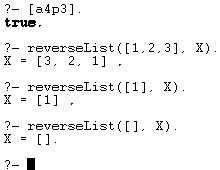 ?- [a4p3].
true.
?- reverseList([1,2,3], X).
X = [3, 2, 1] ,
?- reverseList([1], X).
X = [1] ,
?- reverseList([], X).
X = [].
?-